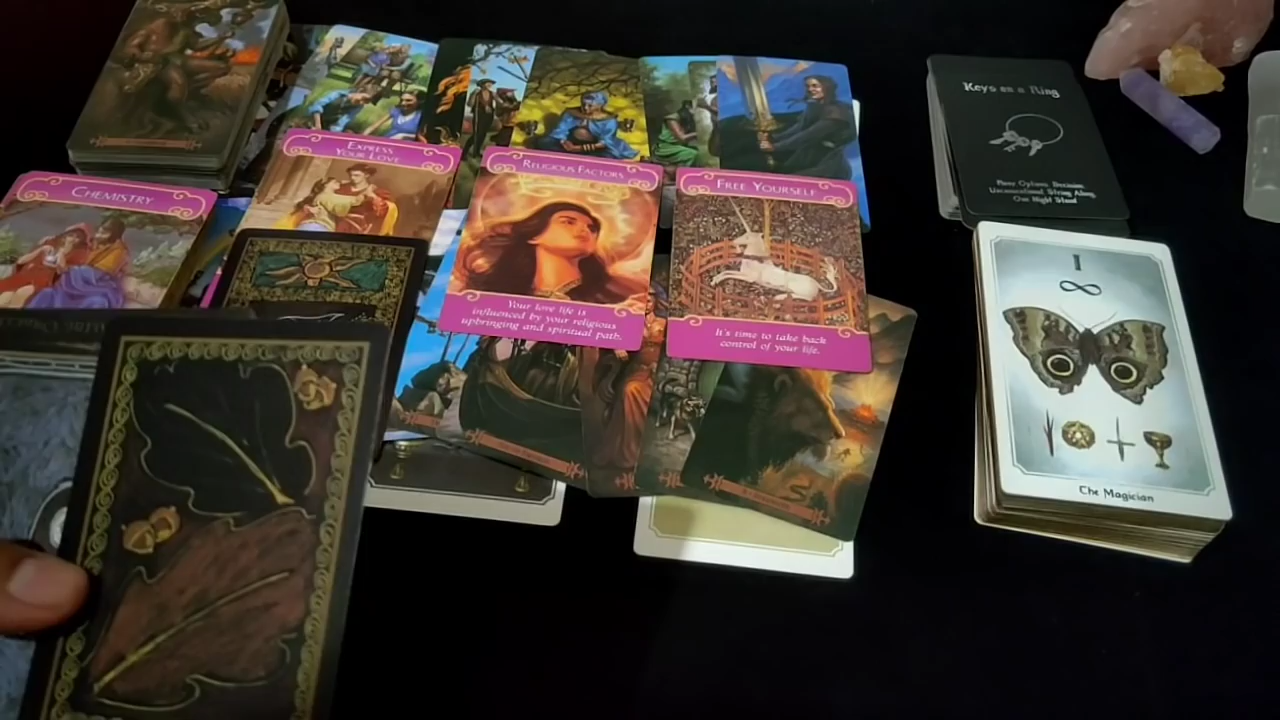 Keys on a Ring
New Options. Decision.
Unconventional. String Along.
One Night Stand
EXPRESS
YOUR LOVE
RELIGIOUS FACTORS
FREE YOURSELF
CHEMISTRY
Your love life is
influenced by your religious
upbringing and spiritual path.
It's time to take back
control of your life.
I
The Magician